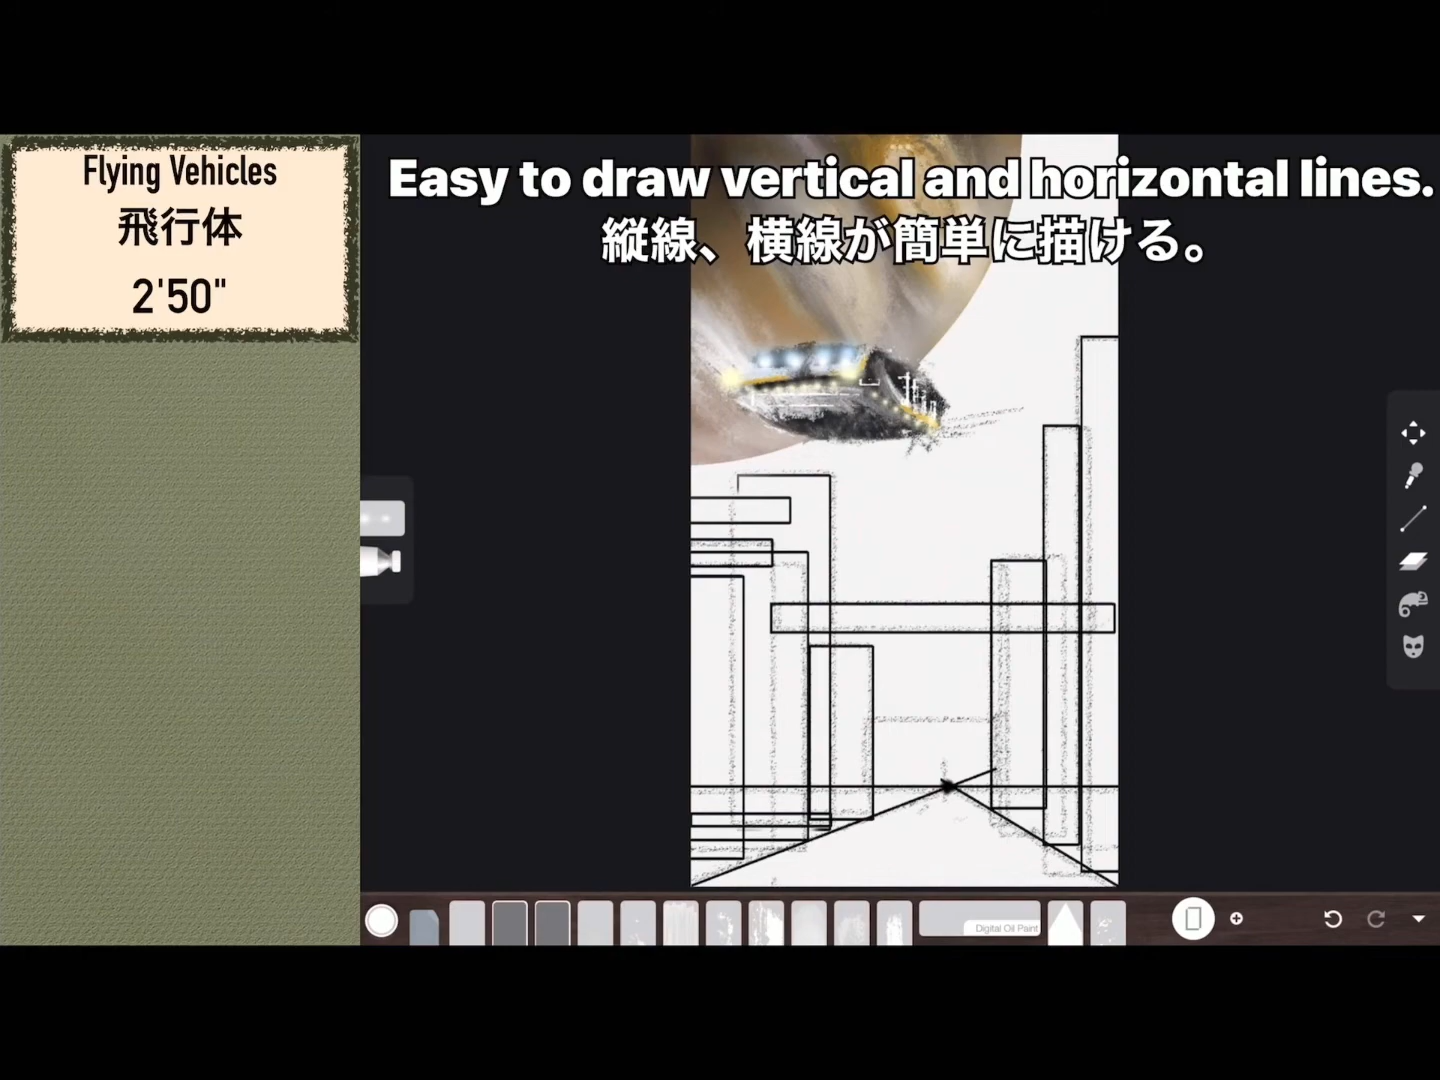 Flying Vehicles
飛行体
2'50"
Easy to draw vertical and horizontal lines.
縦線、横線が簡単に描ける。
Digital Oil Paint